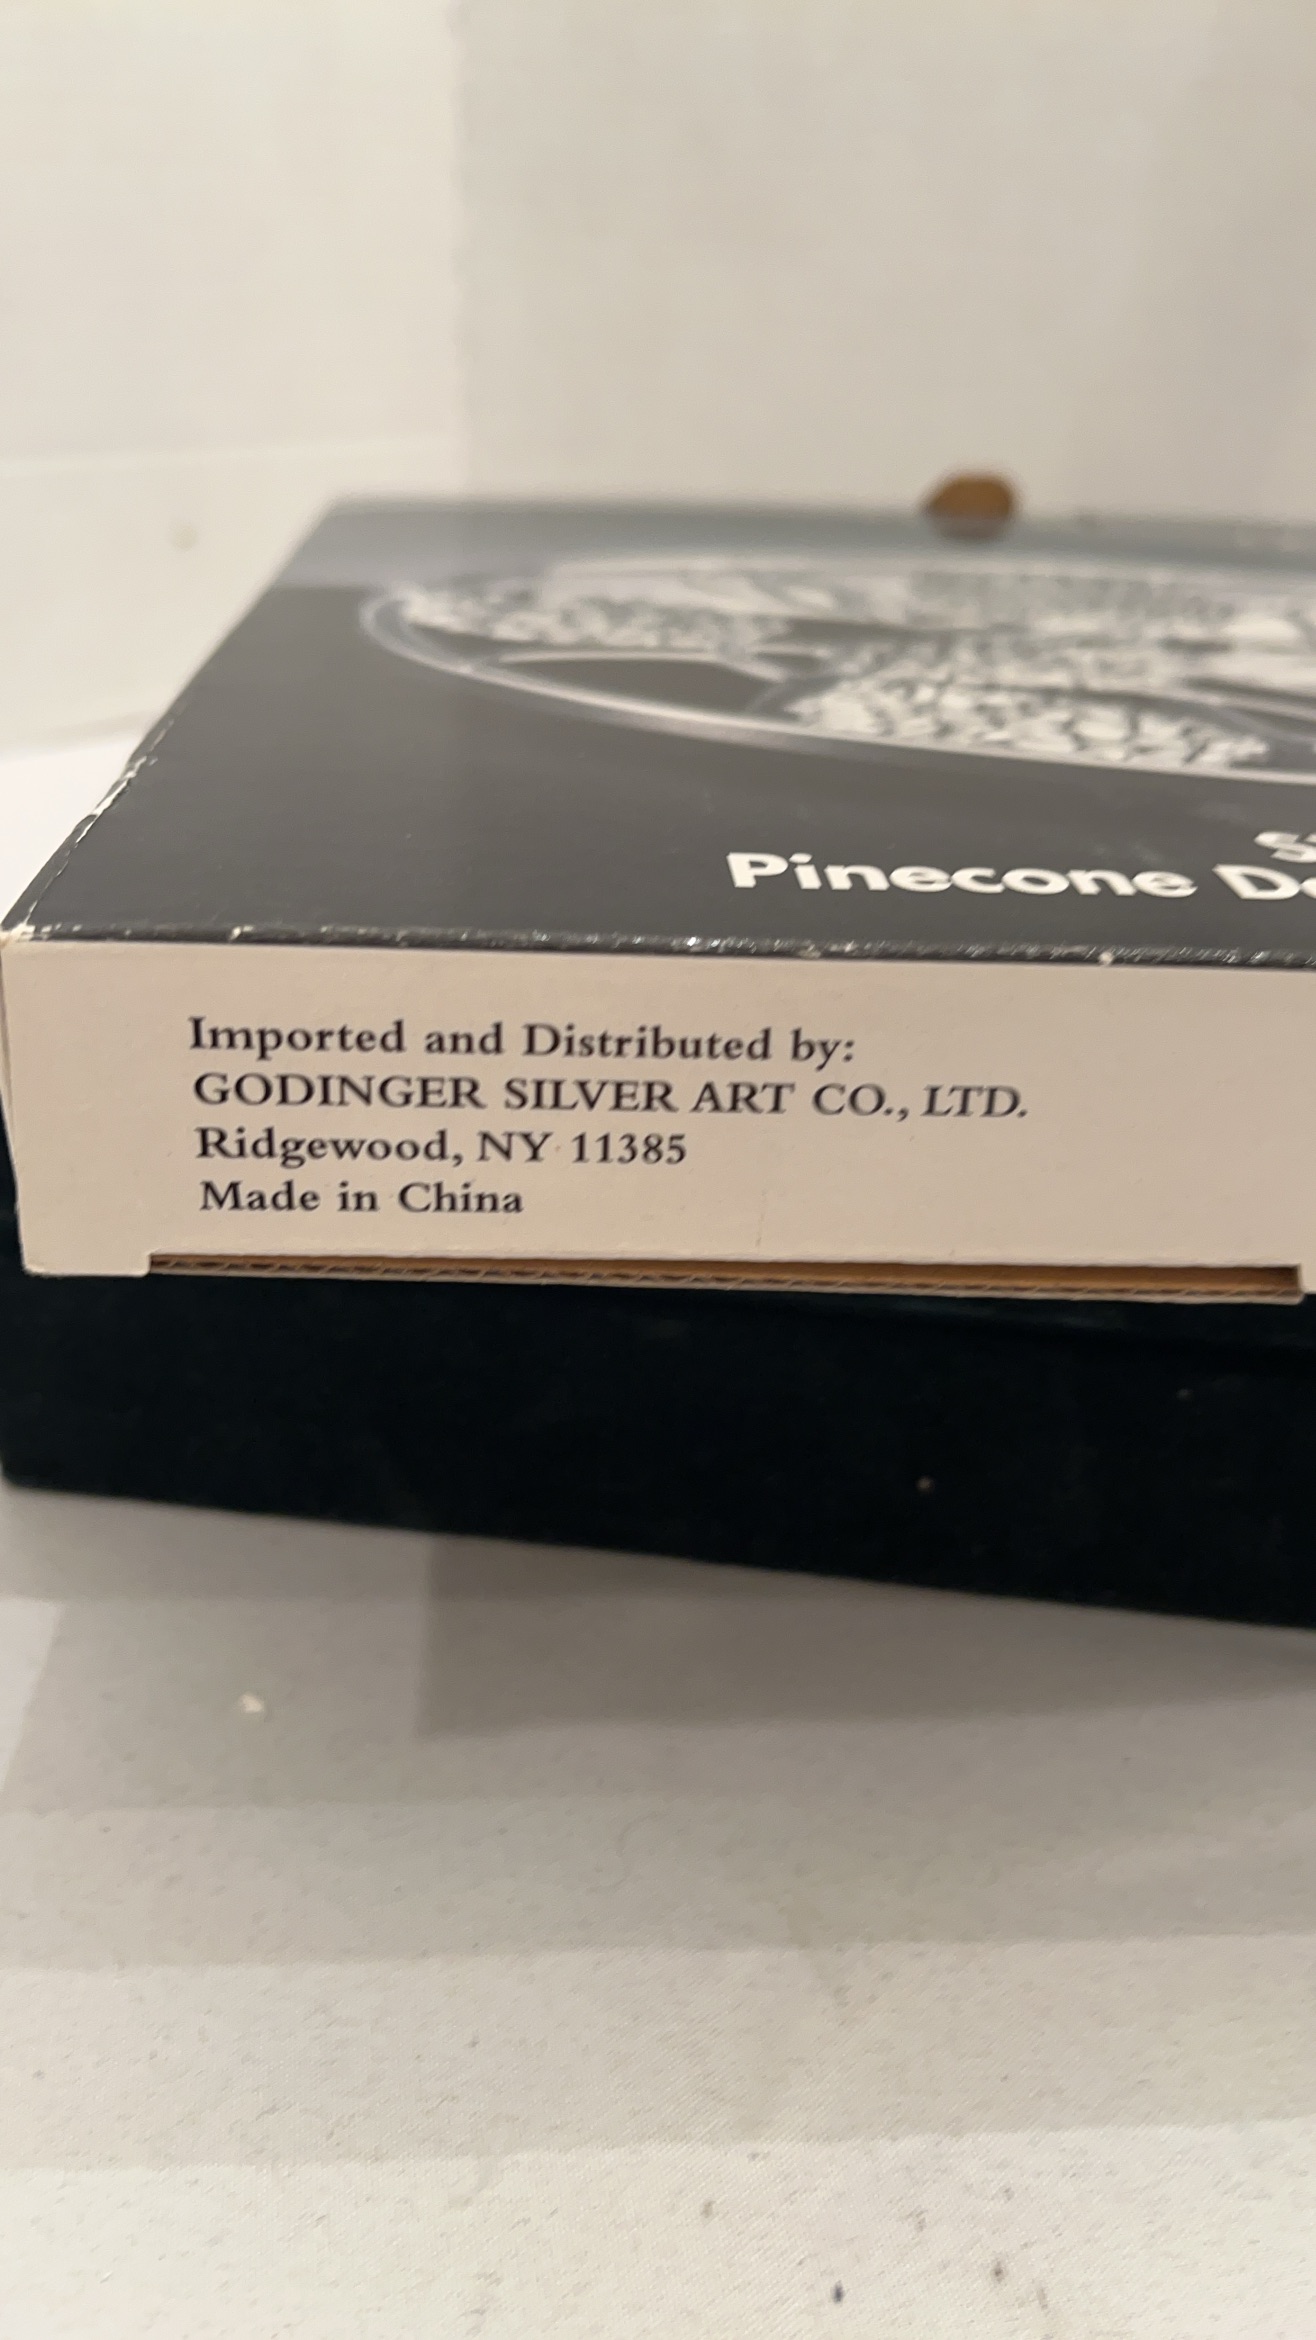 Pinecone
Imported and Distributed by:
GODINGER SILVER ART CO., LTD.
Ridgewood, NY 11385
Made in China